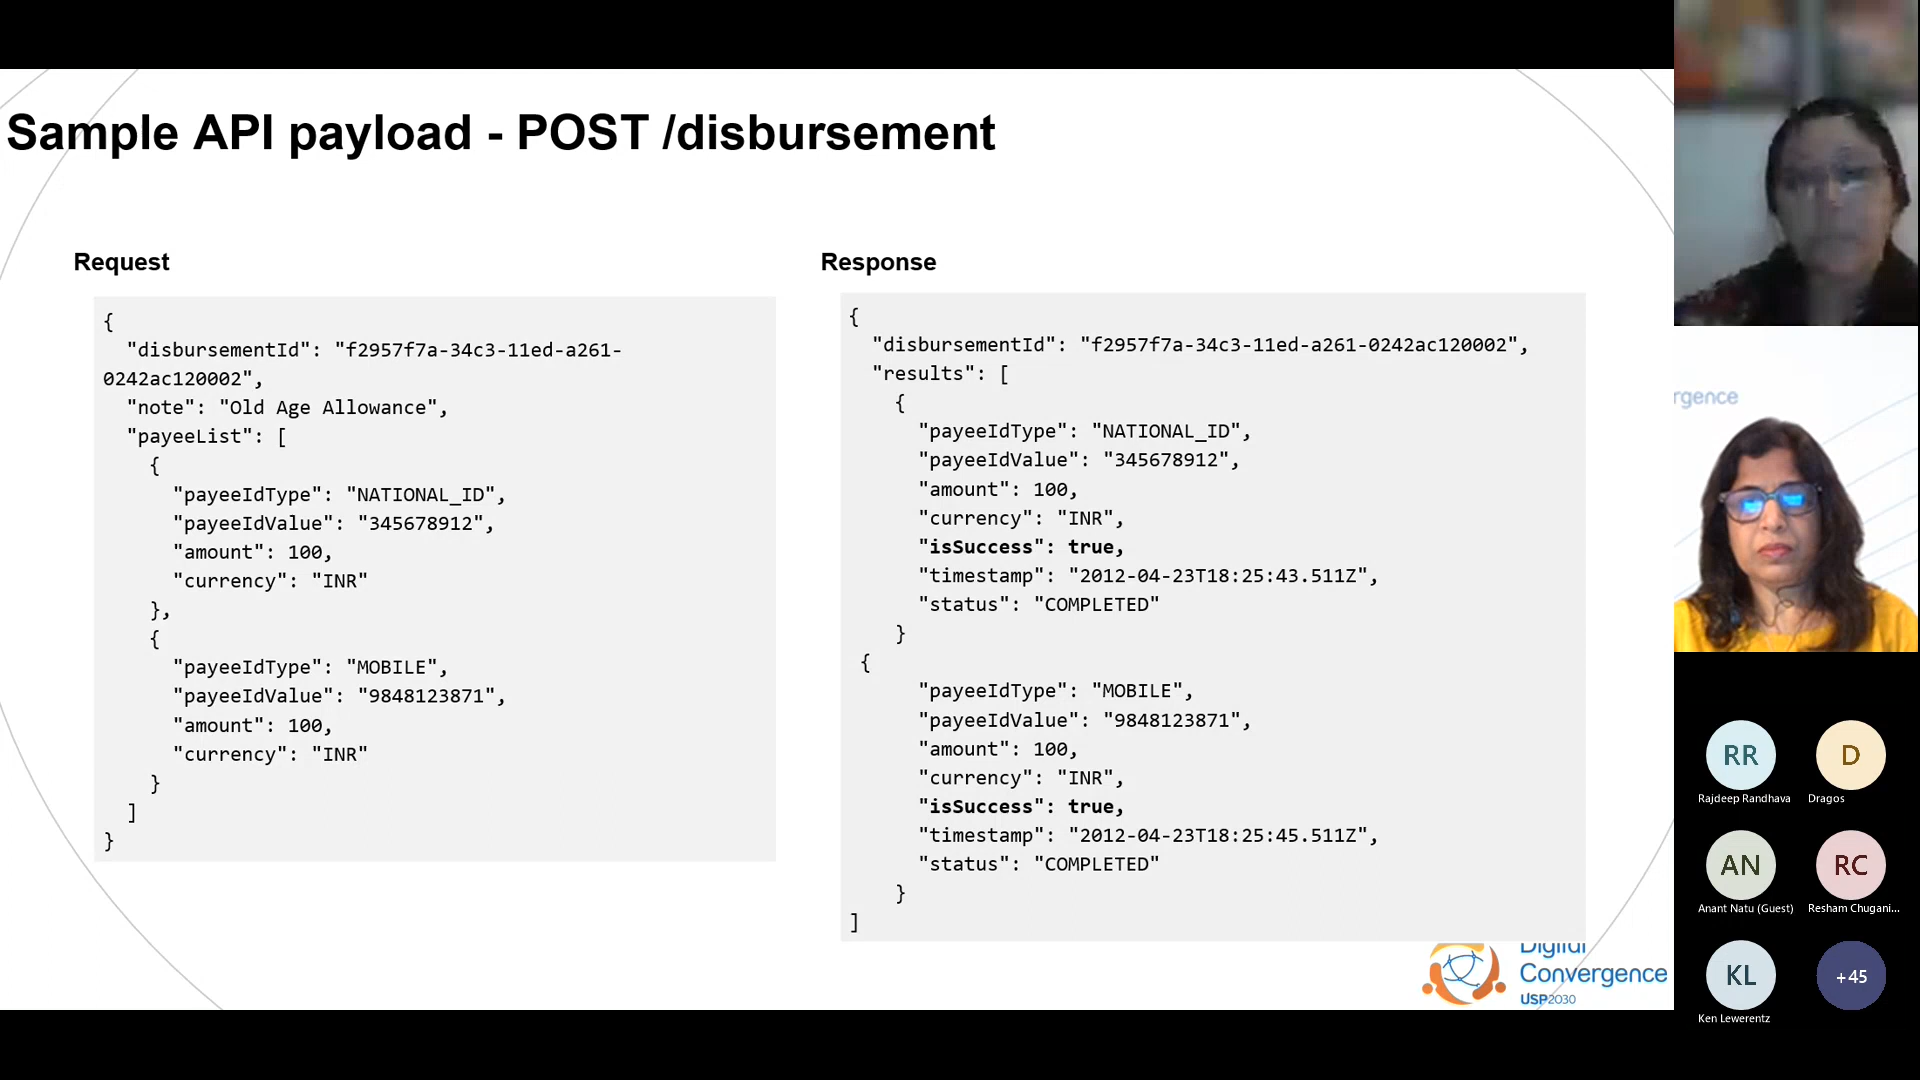 Sample API payload - POST /disbursement
Request
{
"disbursementId": "f2957f7a-34c3-11ed-a261-
0242ac120002",
"note": "Old Age Allowance",
"payeeList": [
{
"payeeIdType": "NATIONAL_ID",
"payeeIdValue": "345678912",
"amount": 100,
"currency": "INR"
},
{
"payeeIdType": "MOBILE",
"payeeIdValue": "9848123871",
"amount": 100,
"currency": "INR"
}
]
}
Response
{
"disbursementId": "f2957f7a-34c3-11ed-a261-0242ac120002",
"results": [
{
"payeeIdType": "NATIONAL_ID",
"payeeIdValue": "345678912",
"amount": 100,
"currency": "INR",
"isSuccess": true,
"timestamp": "2012-04-23T18:25:43.511Z",
"status": "COMPLETED"
}
{
"payeeIdType": "MOBILE",
"payeeIdValue": "9848123871",
"amount": 100,
"currency": "INR",
"isSuccess": true,
"timestamp": "2012-04-23T18:25:45.511Z",
"status": "COMPLETED"
}
]
Digital
Convergence
USP2030
rgence
RR
Rajdeep Randhava
D
Dragos
AN
Anant Natu (Guest)
RC
Resham Chugani...
KL
Ken Lewerentz
+45